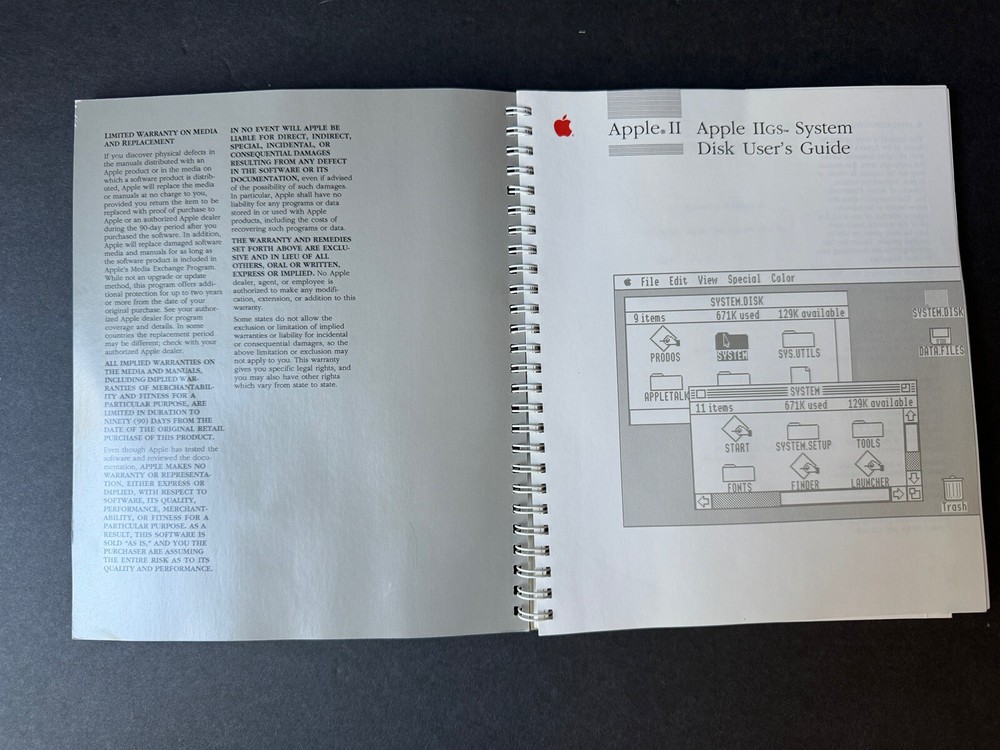 LIMITED WARRANTY ON MEDIA
AND REPLACEMENT
If you discover physical defects in
the manuals distributed with an
Apple product or in the media on
which a software product is distrib-
uted, Apple will replace the media
or manuals at no charge to you,
provided you return the item to be
replaced with proof of purchase to
Apple or an authorized Apple dealer
during the 90-day period after you
purchased the software. In addition,
Apple will replace damaged software
media and manuals for as long as
the software product is included in
Apple's Media Exchange Program.
While not an upgrade or update
method, this program offers addi-
tional protection for up to two years
or more from the date of your
original purchase. See your author-
ized Apple dealer for program
coverage and details. In some
countries the replacement period
may be different; check with your
authorized Apple dealer.
ALL IMPLIED WARRANTIES ON
THE MEDIA AND MANUALS,
INCLUDING IMPLIED WAR-
RANTIES OF MERCHANTABIL-
ITY AND FITNESS FOR A
PARTICULAR PURPOSE, ARE
LIMITED IN DURATION TO
NINETY (90) DAYS FROM THE
DATE OF THE ORIGINAL RETAIL
PURCHASE OF THIS PRODUCT.
Even though Apple has tested the
software and reviewed the docu-
mentation, APPLE MAKES NO
WARRANTY OR REPRESENTA-
TION, EITHER EXPRESS OR
IMPLIED, WITH RESPECT TO
SOFTWARE, ITS QUALITY,
PERFORMANCE, MERCHANT-
ABILITY, OR FITNESS FOR A
PARTICULAR PURPOSE. AS A
RESULT, THIS SOFTWARE IS
SOLD "AS IS," AND YOU THE
PURCHASER ARE ASSUMING
THE ENTIRE RISK AS TO ITS
QUALITY AND PERFORMANCE.
IN NO EVENT WILL APPLE BE
LIABLE FOR DIRECT, INDIRECT,
SPECIAL, INCIDENTAL, OR
CONSEQUENTIAL DAMAGES
RESULTING FROM ANY DEFECT
IN THE SOFTWARE OR ITS
DOCUMENTATION, even if advised
of the possibility of such damages.
In particular, Apple shall have no
liability for any programs or data
stored in or used with Apple
products, including the costs of
recovering such programs or data.
THE WARRANTY AND REMEDIES
SET FORTH ABOVE ARE EXCLU-
SIVE AND IN LIEU OF ALL
OTHERS, ORAL OR WRITTEN,
EXPRESS OR IMPLIED. No Apple
dealer, agent, or employee is
authorized to make any modifi-
cation, extension, or addition to this
warranty.
Some states do not allow the
exclusion or limitation of implied
warranties or liability for incidental
or consequential damages, so the
above limitation or exclusion may
not apply to you. This warranty
gives you specific legal rights, and
you may also have other rights
which vary from state to state.
Apple® II
Apple IIGS™ System
Disk User's Guide
File Edit View Special Color
SYSTEM.DISK
9 items 671K used 129K available
PRODOS SYSTEM SYS.UTILS
APPLETALK
SYSTEM.DISK
DATA.FILES
SYSTEM
11 items 671K used 129K available
START SYSTEM.SETUP TOOLS
FONTS FINDER LAUNCHER
Trash